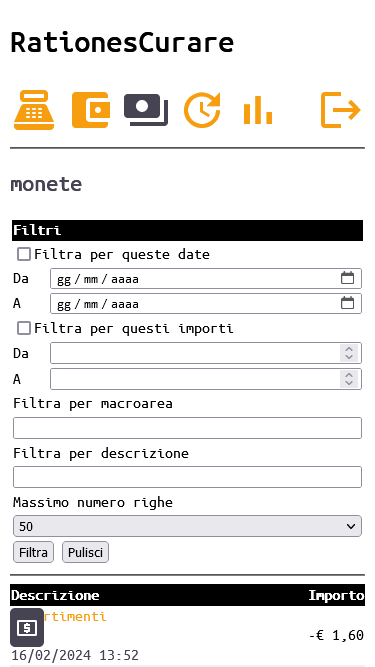 RationesCurare
monete
Filtri
Filtra per queste date
Da gg / mm / aaaa
A gg / mm / aaaa
Filtra per questi importi
Da
A
Filtra per macroarea
Filtra per descrizione
Massimo numero righe
50
Filtra Pulisci
Descrizione Importo
rtimenti
-€ 1,60
16/02/2024 13:52